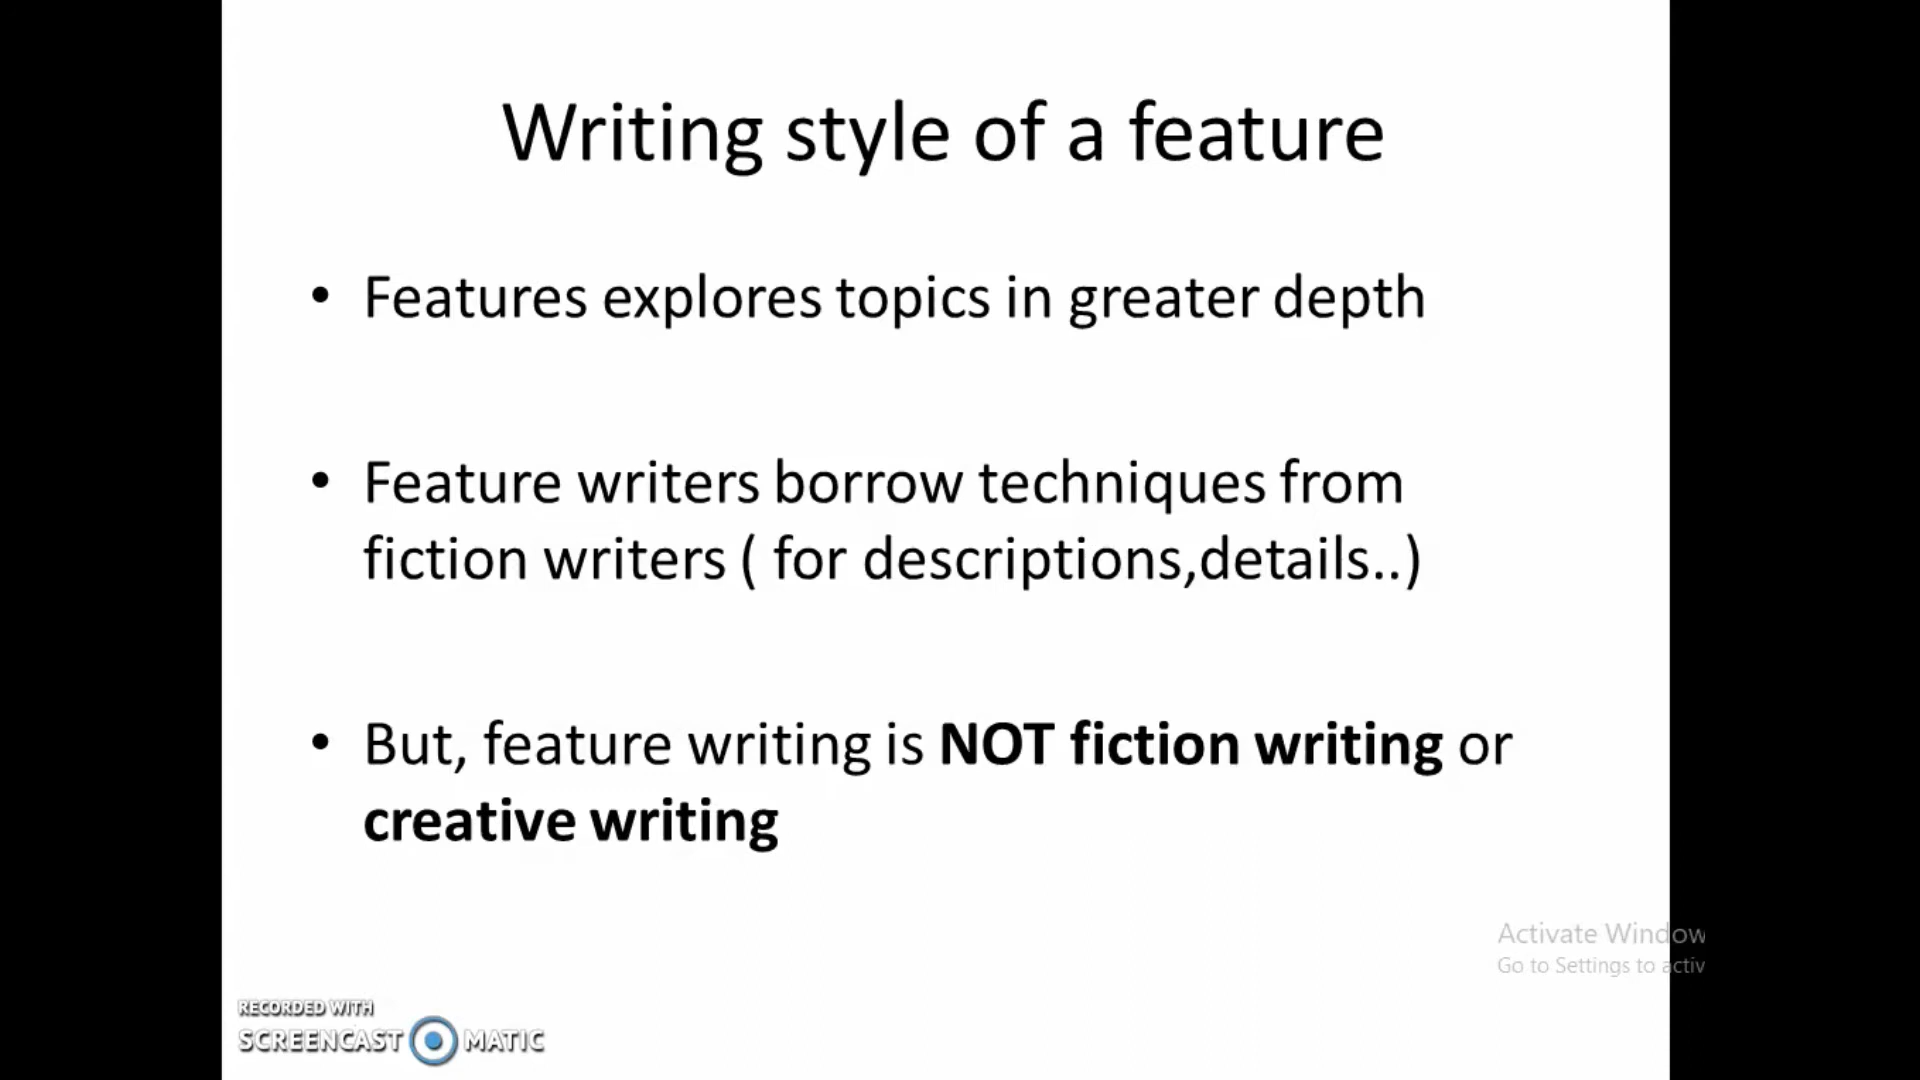 Writing style of a feature
• Features explores topics in greater depth
• Feature writers borrow techniques from
fiction writers ( for descriptions,details..)
• But, feature writing is NOT fiction writing or
creative writing
Activate Window
Go to Settings to activ
RECORDED WITH
SCREENCAST MATIC